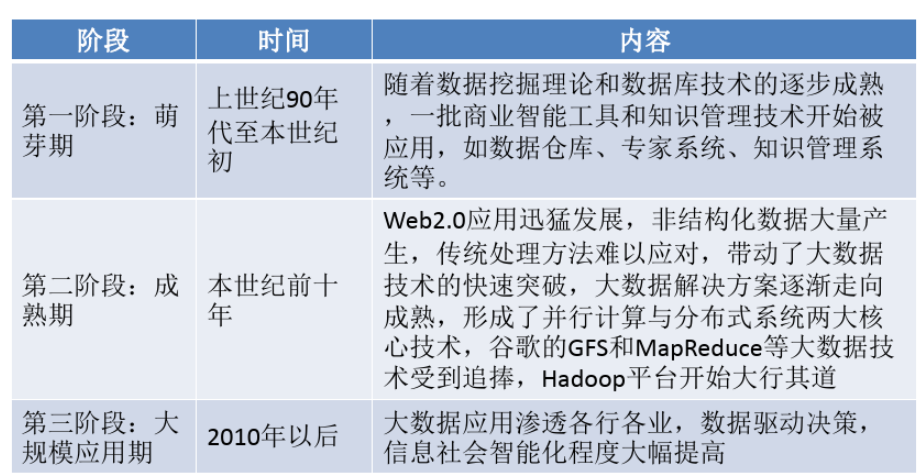 阶段 时间 内容
第一阶段：萌
芽期
上世纪90年
代至本世纪
初
随着数据挖掘理论和数据库技术的逐步成熟
，一批商业智能工具和知识管理技术开始被
应用，如数据仓库、专家系统、知识管理系
统等。
第二阶段：成
熟期
本世纪前十
年
Web2.0应用迅猛发展，非结构化数据大量产
生，传统处理方法难以应对，带动了大数据
技术的快速突破，大数据解决方案逐渐走向
成熟，形成了并行计算与分布式系统两大核
心技术，谷歌的GFS和MapReduce等大数据技
术受到追捧，Hadoop平台开始大行其道
第三阶段：大
规模应用期
2010年以后
大数据应用渗透各行各业，数据驱动决策，
信息社会智能化程度大幅提高